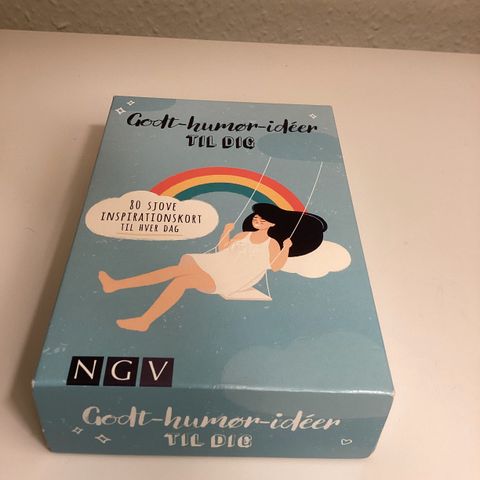 Godt-humør-idéer
TIL DIG
80 SJOVE
INSPIRATIONSKORT
TIL HVER DAG
NGV
Godt-humør-idéer
TIL DIG